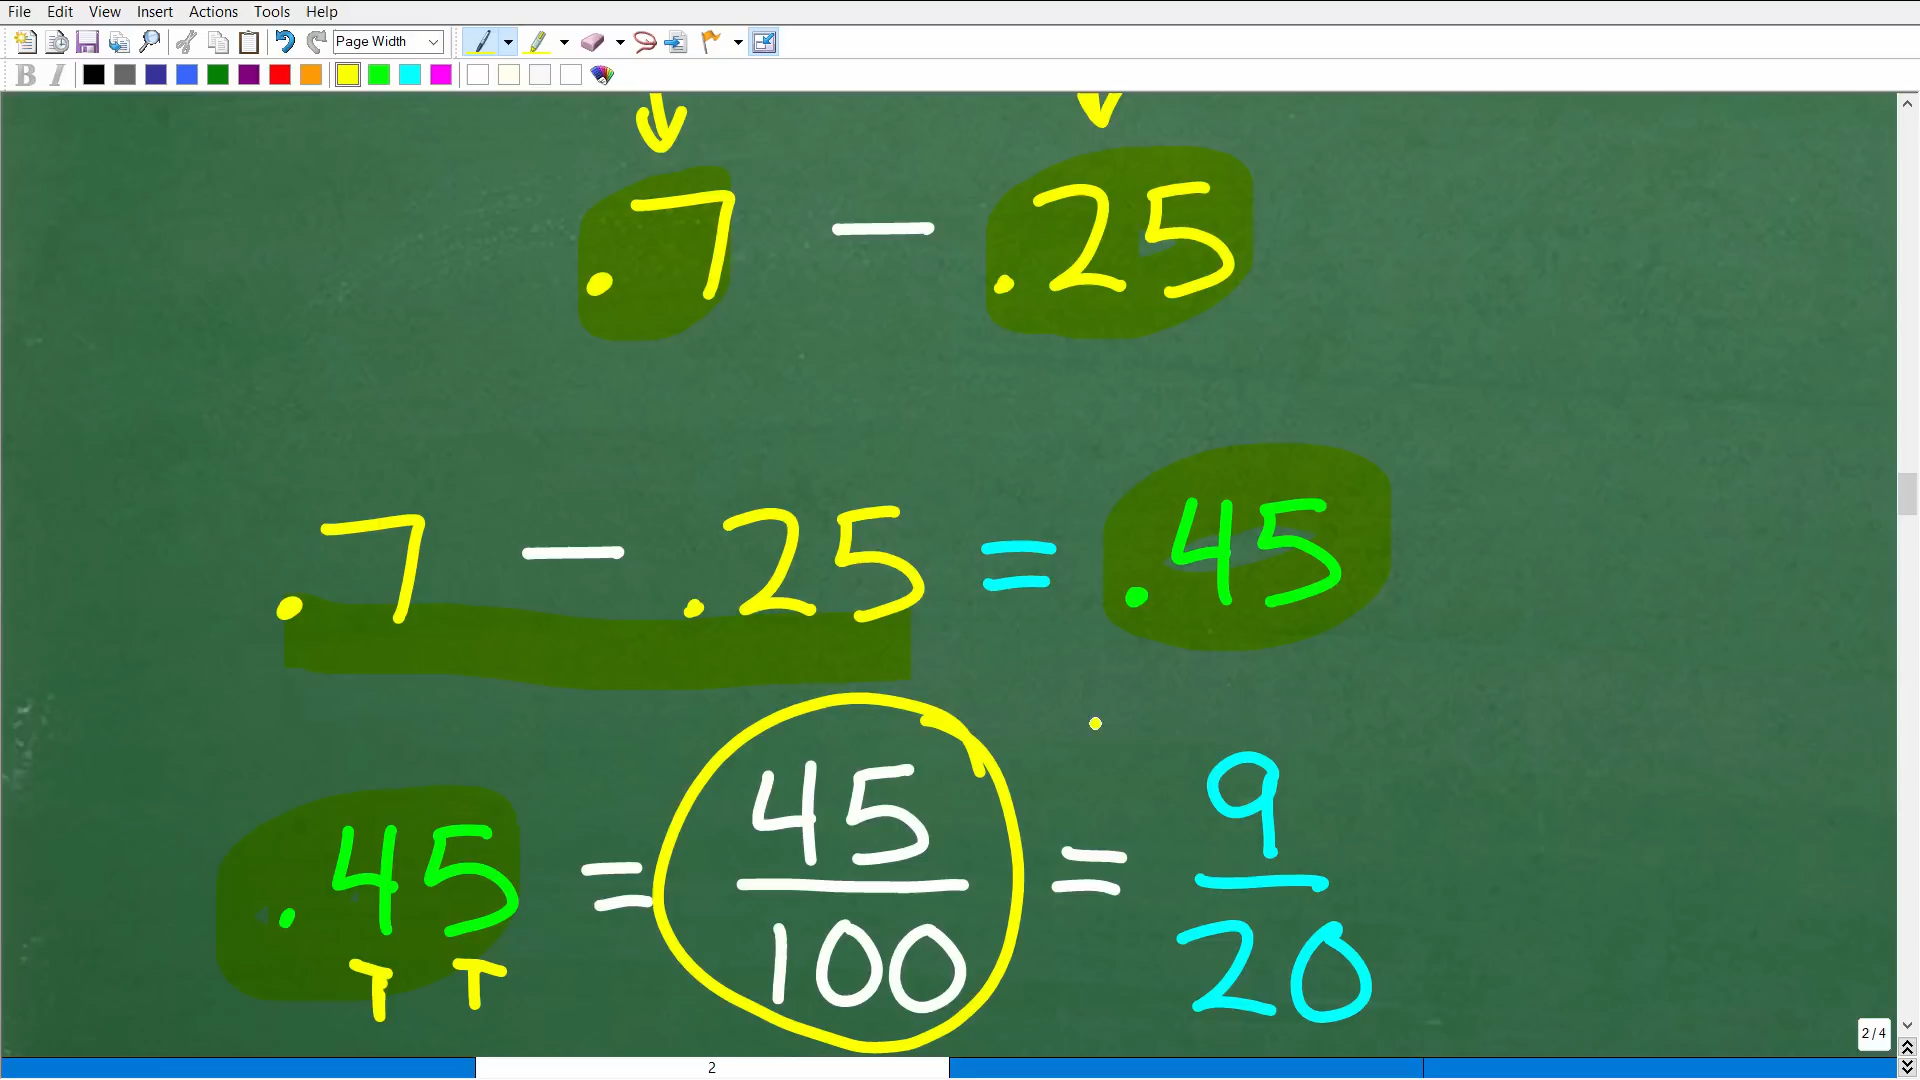 File Edit View Insert Actions Tools Help
Page Width
B I
.7 — .25
.7 — .25 = .45
.45 = 45/100 = 9/20
T T
2 / 4
2